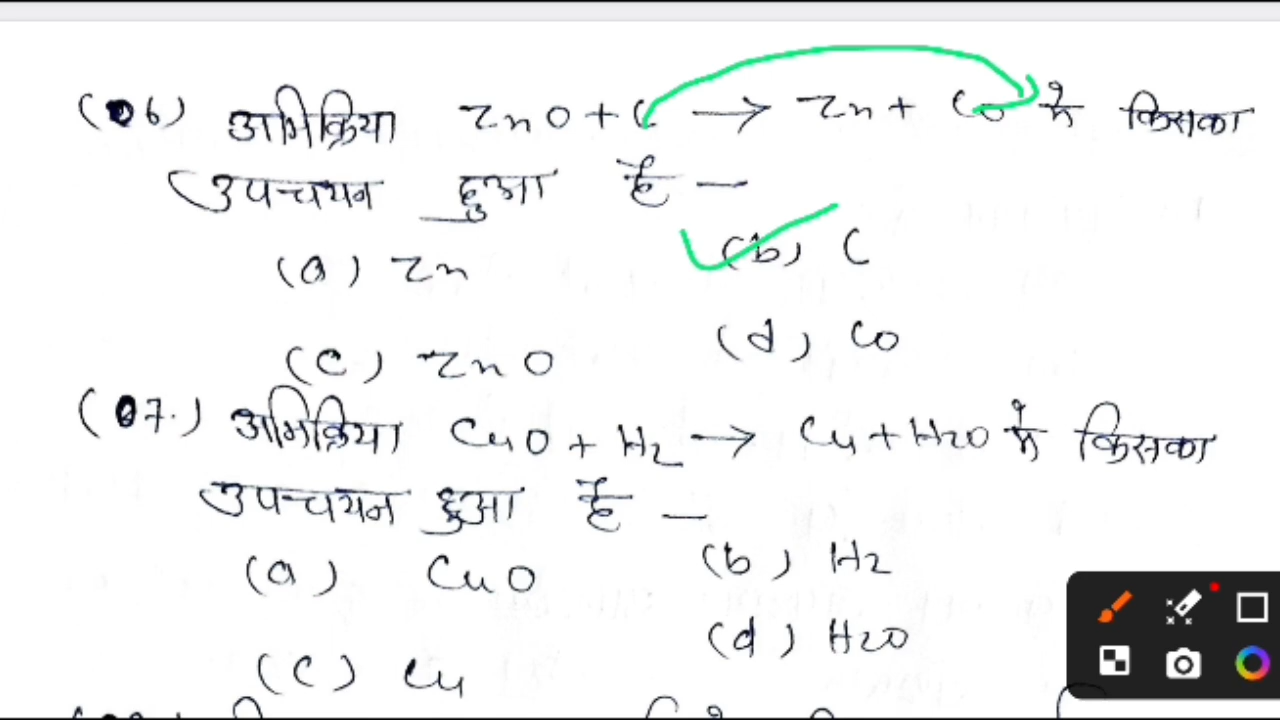 (06) अभिक्रिया ZnO + C → Zn + CO में किसका
उपचयन हुआ है —
(a) Zn (b) C
(c) ZnO (d) CO
(07.) अभिक्रिया CuO + H2 → Cu + H2O में किसका
उपचयन हुआ है —
(a) CuO (b) H2
(c) Cu (d) H2O